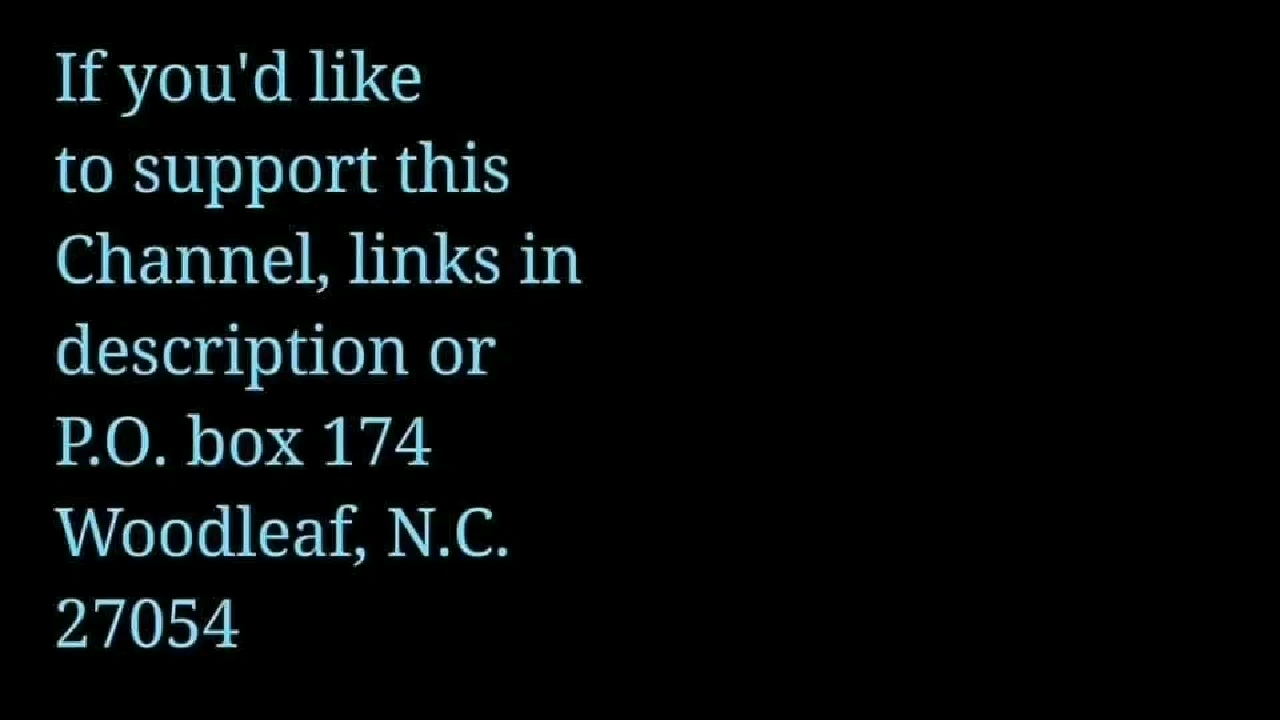 If you'd like
to support this
Channel, links in
description or
P.O. box 174
Woodleaf, N.C.
27054